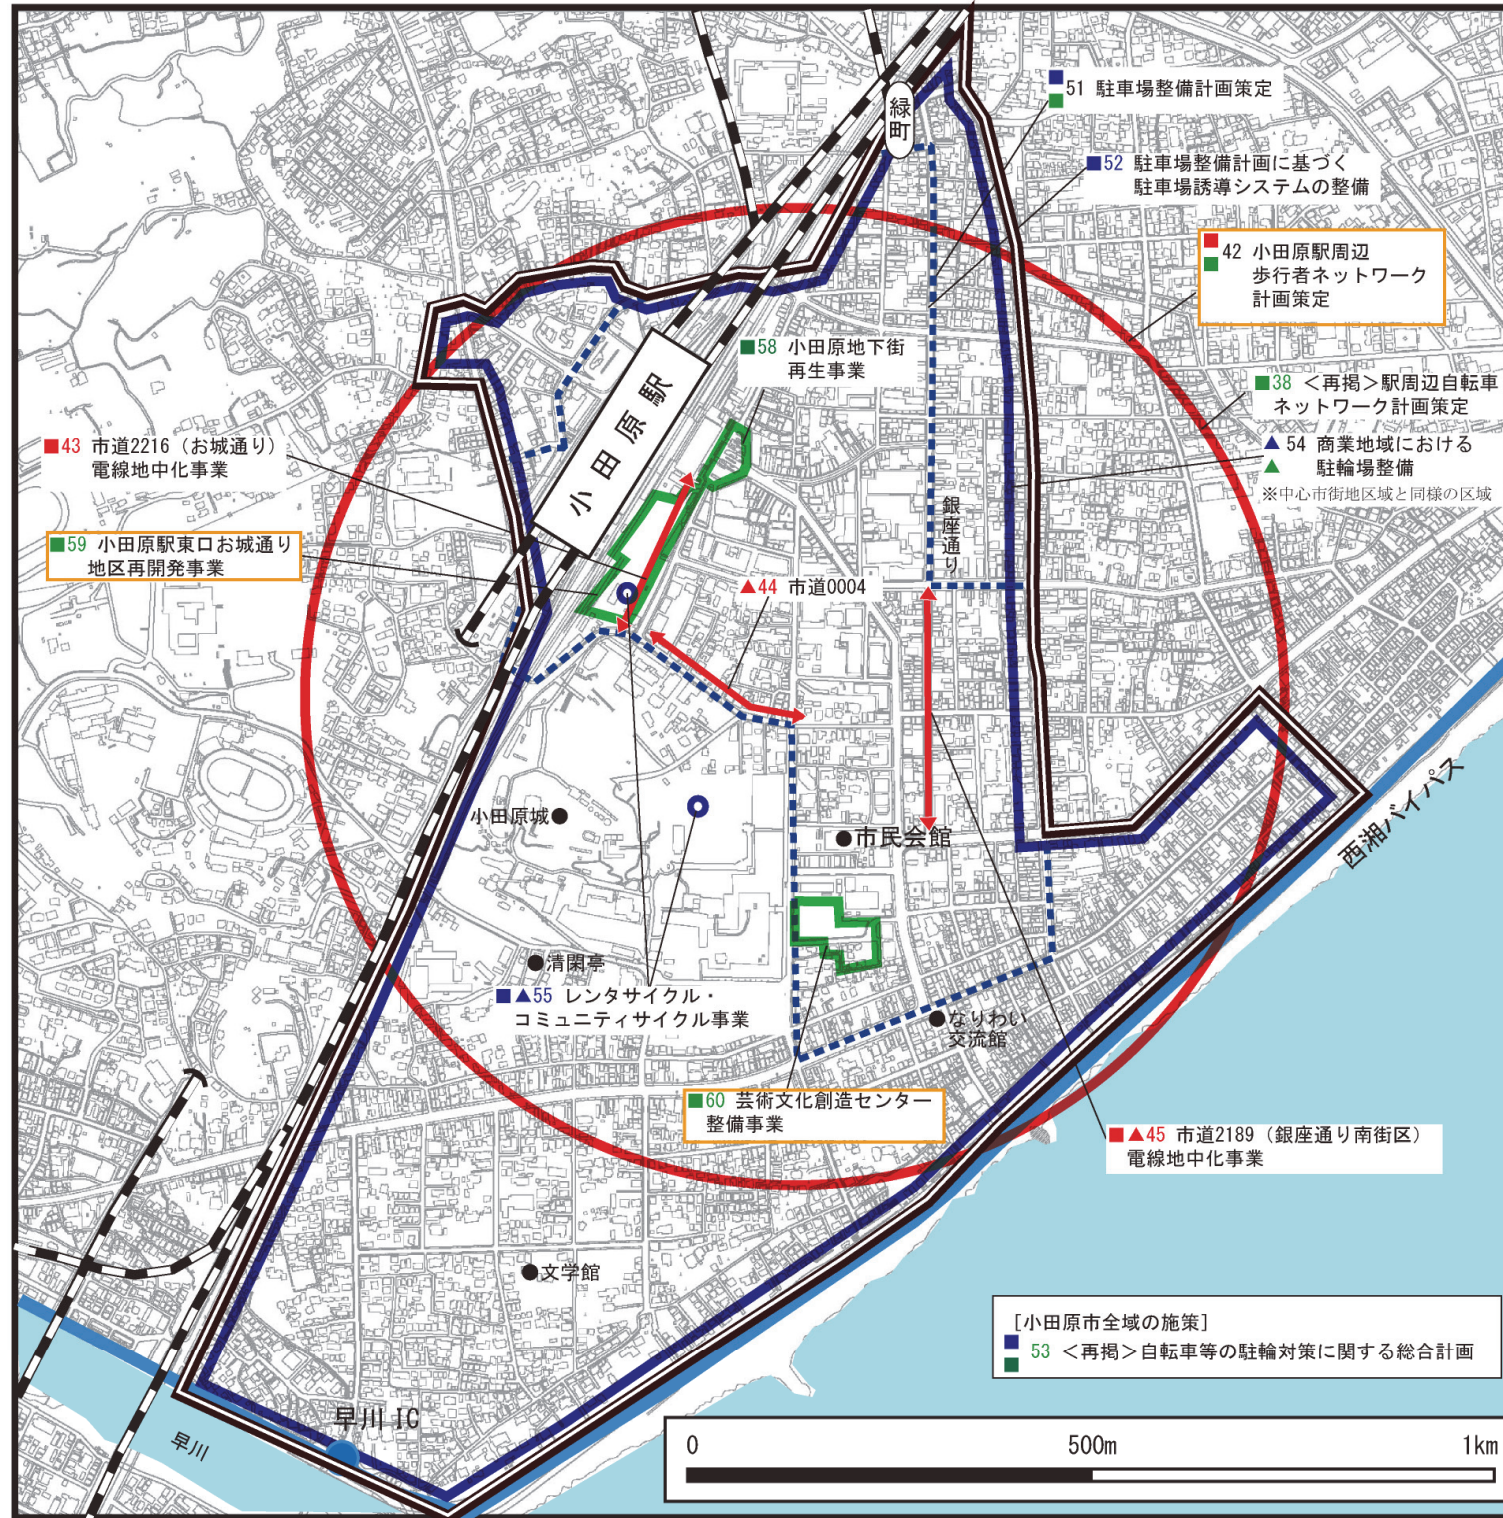 緑町
■51 駐車場整備計画策定
■
■52 駐車場整備計画に基づく
駐車場誘導システムの整備
■42 小田原駅周辺
■歩行者ネットワーク
計画策定
■58 小田原地下街
再生事業
■38 <再掲>駅周辺自転車
ネットワーク計画策定
▲54 商業地域における
▲駐輪場整備
※中心市街地区域と同様の区域
小田原駅
■43 市道2216(お城通り)
電線地中化事業
銀座通り
■59 小田原駅東口お城通り
地区再開発事業
▲44 市道0004
小田原城●
●市民会館
西湘バイパス
●清閑亭
■▲55 レンタサイクル・
コミュニティサイクル事業
●なりわい
交流館
■60 芸術文化創造センター
整備事業
■▲45 市道2189(銀座通り南街区)
電線地中化事業
●文学館
[小田原市全域の施策]
■53 <再掲>自転車等の駐輪対策に関する総合計画
■
早川 IC
早川
0 500m 1km